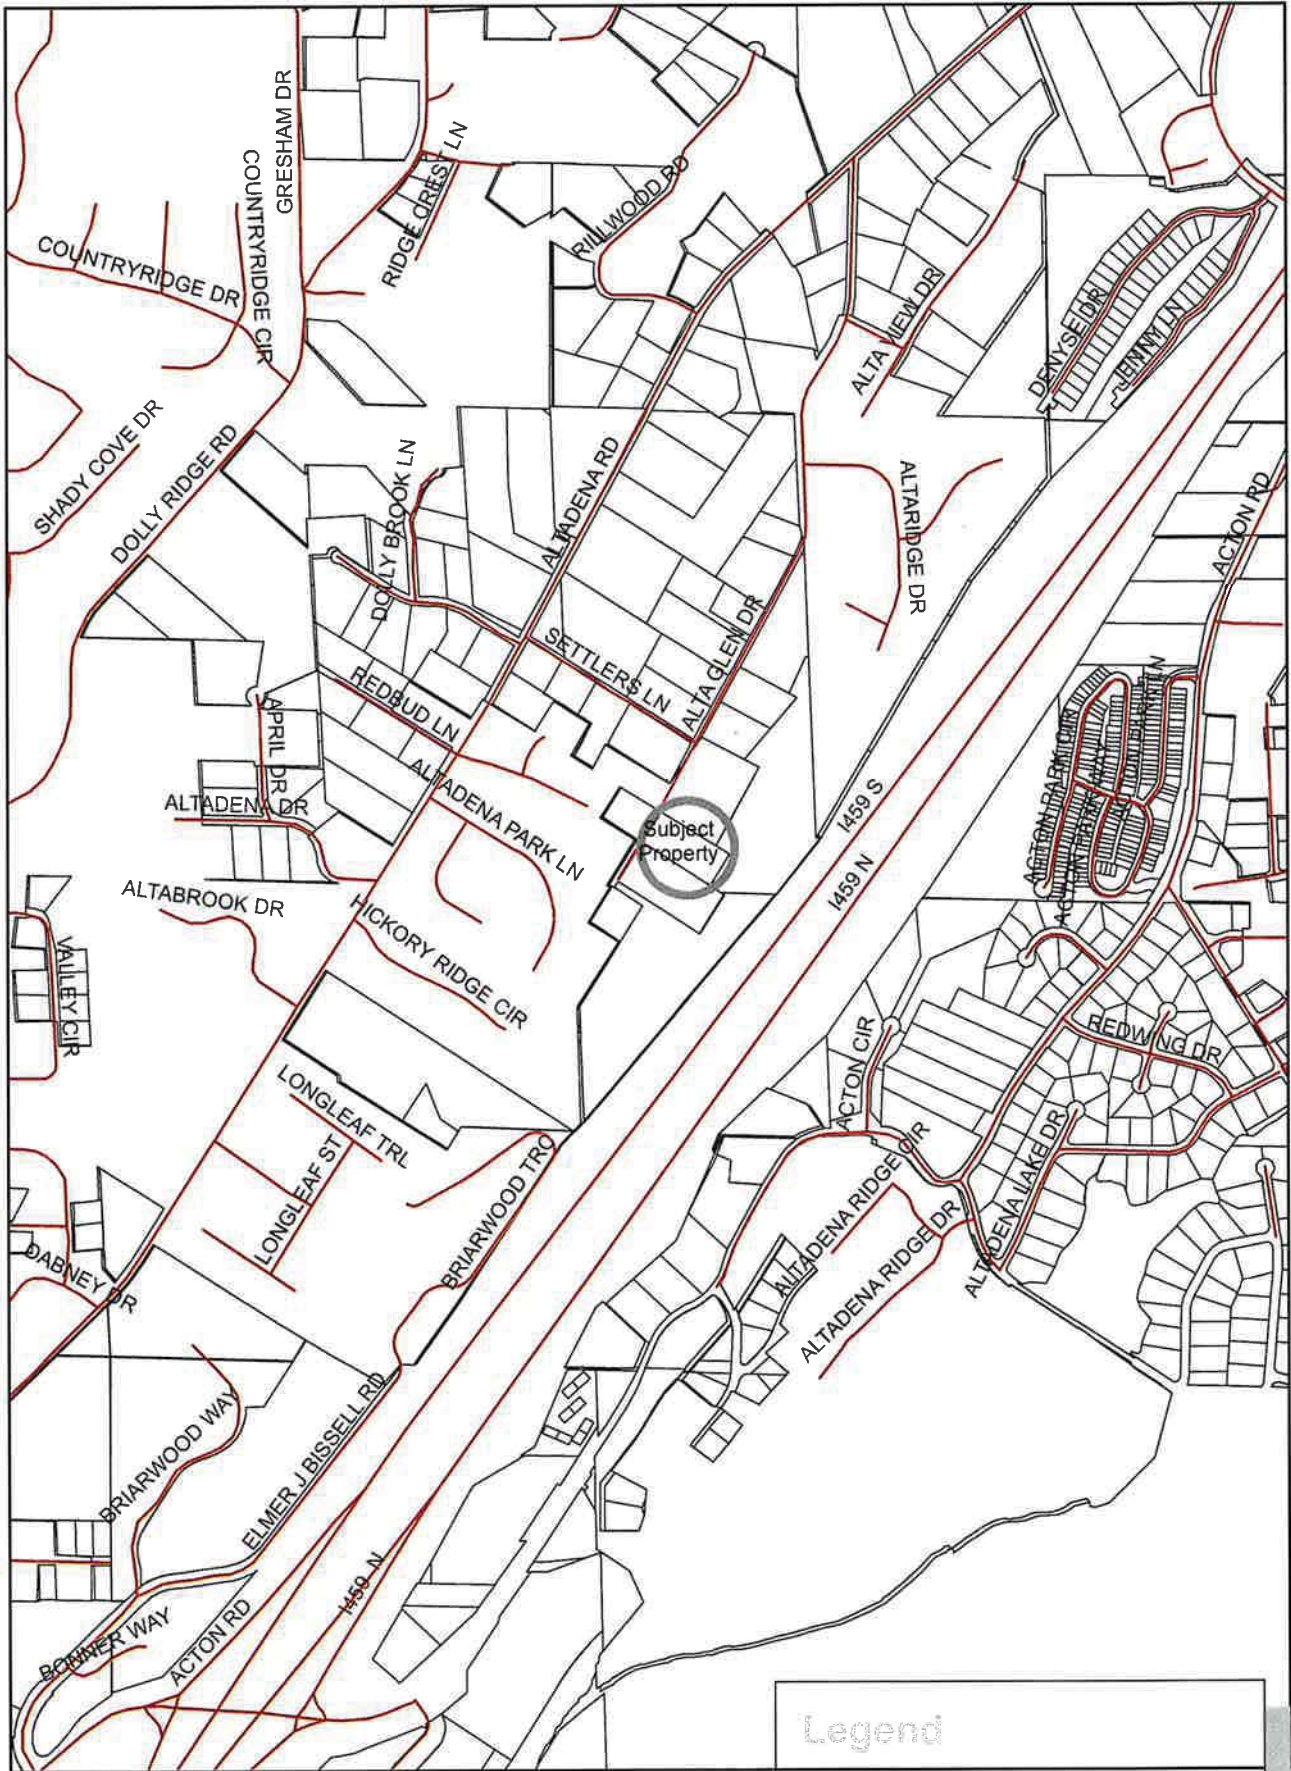 GRESHAM DR
COUNTRYRIDGE CIR
COUNTRYRIDGE DR
RIDGE CREST LN
RILLWOOD RD
ALTA VIEW DR
DENYSE DR
JENNY LN
SHADY COVE DR
DOLLY RIDGE RD
DOLLY BROOK LN
ALTADENA RD
ALTARIDGE DR
ACTON RD
SETTLERS LN
ALTA GLEN DR
REDBUD LN
APRIL DR
ALTADENA DR
ALTADENA PARK LN
Subject
Property
I459 S
I459 N
ACTON PARK CIR
ALTABROOK DR
HICKORY RIDGE CIR
VALLEY CIR
REDWING DR
ACTON CIR
LONGLEAF TRL
LONGLEAF ST
BRIARWOOD TRC
ALTADENA RIDGE CIR
ALTADENA LAKE DR
ALTADENA RIDGE DR
DABNEY DR
BRIARWOOD WAY
ELMER J BISSELL RD
I459 N
BONNER WAY
ACTON RD
Legend